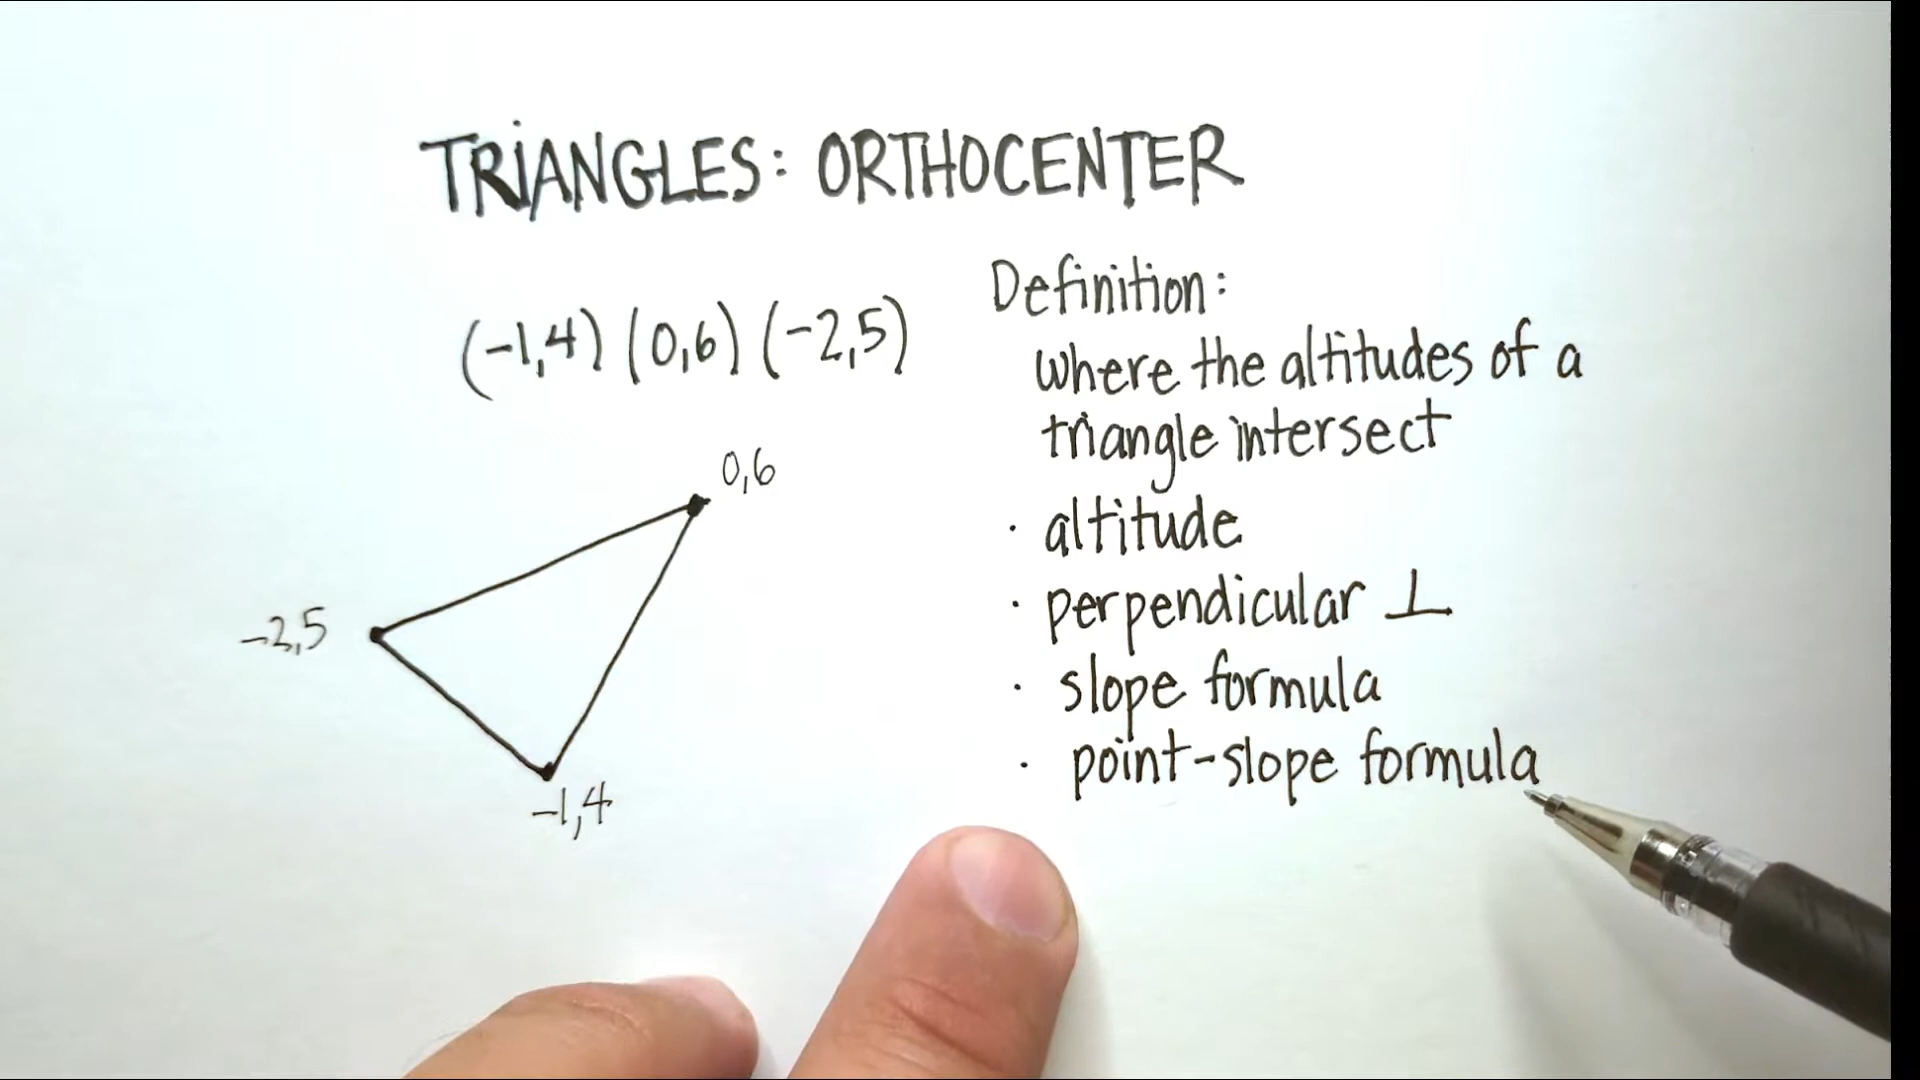 TRiANGLES: ORTHOCENTER
(-1,4) (0,6) (-2,5)
Definition:
where the altitudes of a
triangle intersect
· altitude
· perpendicular ⊥
· slope formula
· point-slope formula
0,6
-2,5
-1,4